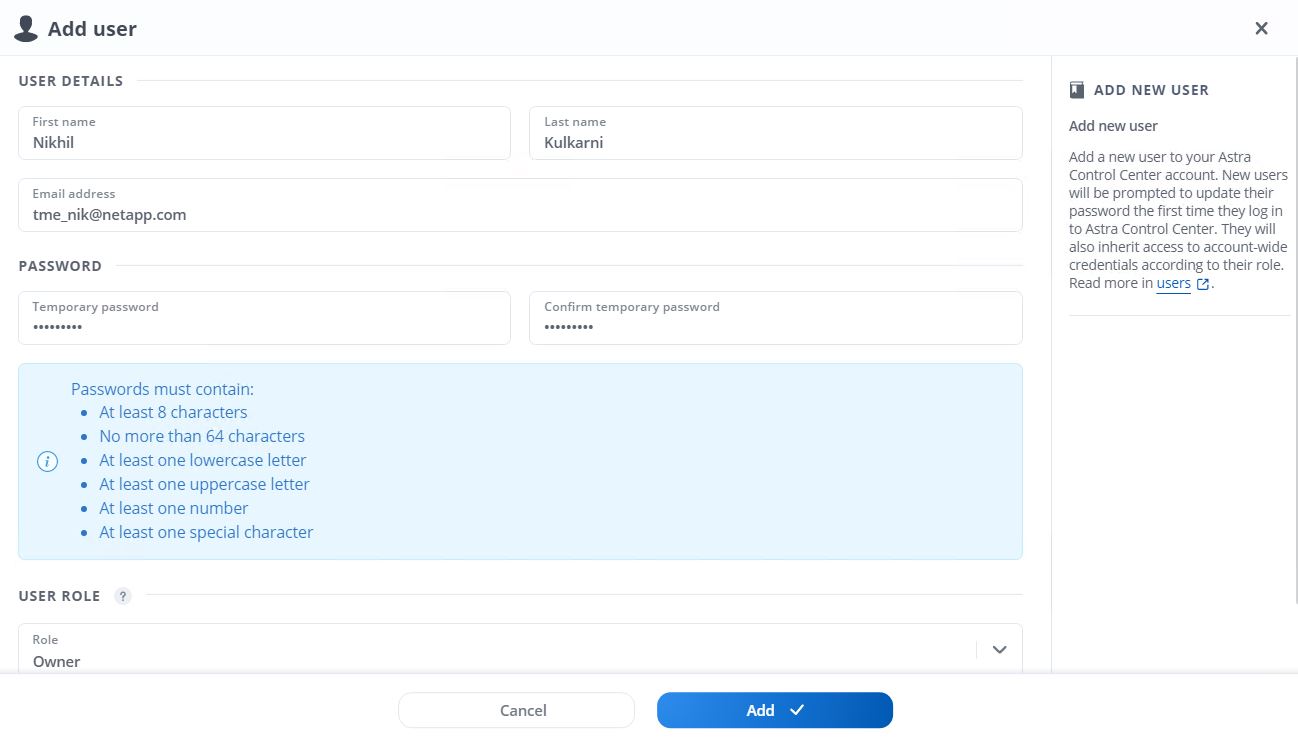 Add user
USER DETAILS
First name
Nikhil
Last name
Kulkarni
Email address
tme_nik@netapp.com
PASSWORD
Temporary password
•••••••••
Confirm temporary password
•••••••••
Passwords must contain:
• At least 8 characters
• No more than 64 characters
• At least one lowercase letter
• At least one uppercase letter
• At least one number
• At least one special character
USER ROLE ?
Role
Owner
Cancel
Add
ADD NEW USER
Add new user
Add a new user to your Astra
Control Center account. New users
will be prompted to update their
password the first time they log in
to Astra Control Center. They will
also inherit access to account-wide
credentials according to their role.
Read more in users.